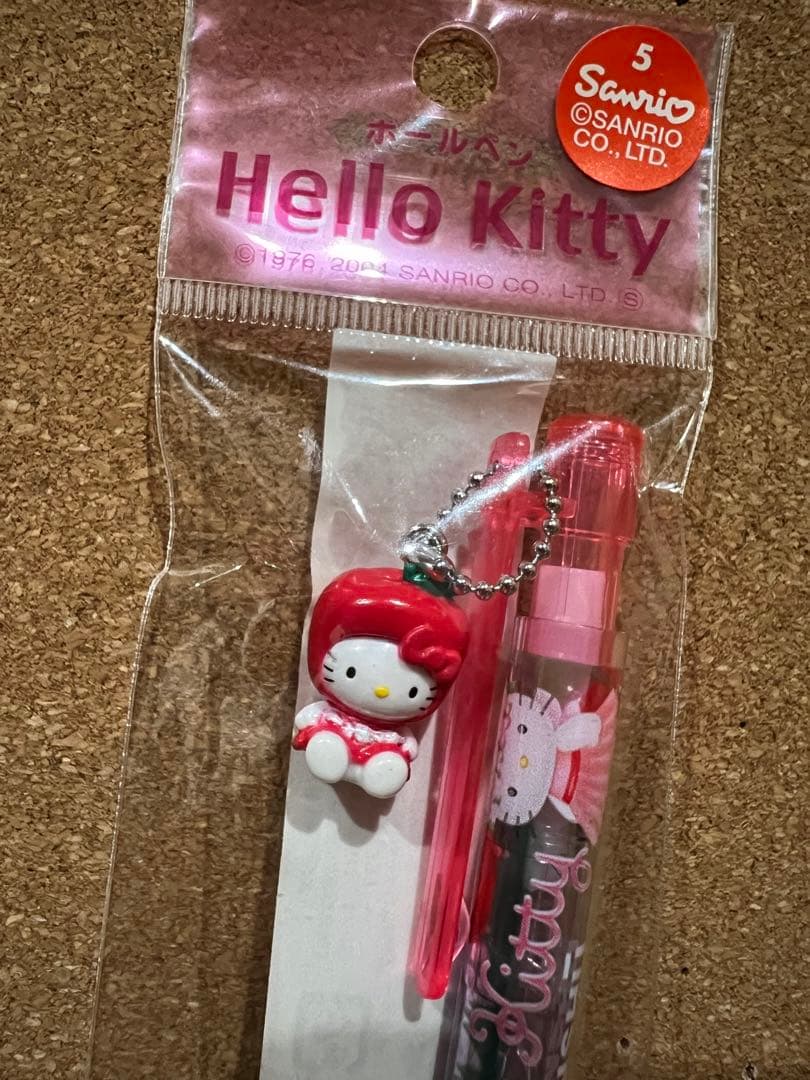 5
Sanrio
©SANRIO
CO., LTD.
ボールペン
Hello Kitty
©1976, 2004 SANRIO CO., LTD. Ⓢ
Kitty